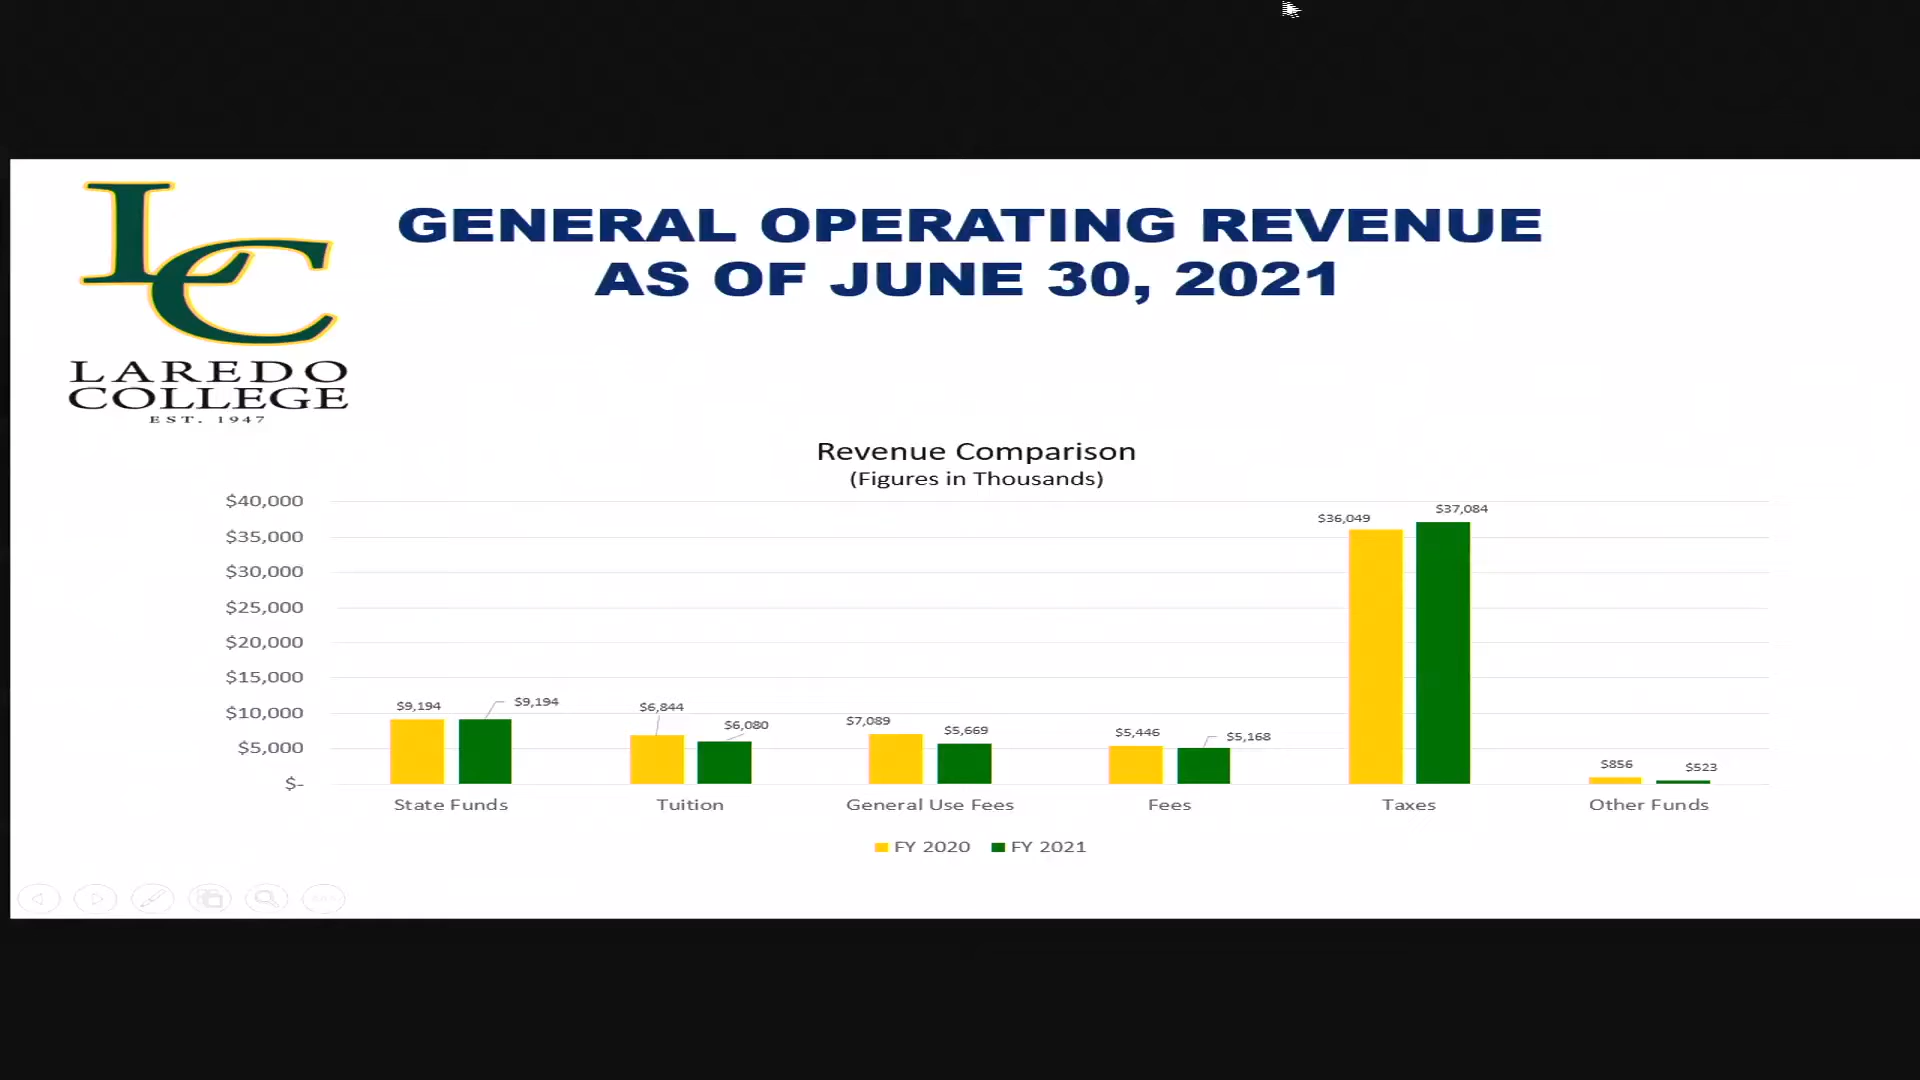 LC
LAREDO
COLLEGE
EST. 1947
GENERAL OPERATING REVENUE
AS OF JUNE 30, 2021
Revenue Comparison
(Figures in Thousands)
$40,000
$35,000
$30,000
$25,000
$20,000
$15,000
$10,000
$5,000
$-
$9,194
$9,194
$6,844
$6,080
$7,089
$5,669
$5,446
$5,168
$36,049
$37,084
$856
$523
State Funds
Tuition
General Use Fees
Fees
Taxes
Other Funds
FY 2020
FY 2021